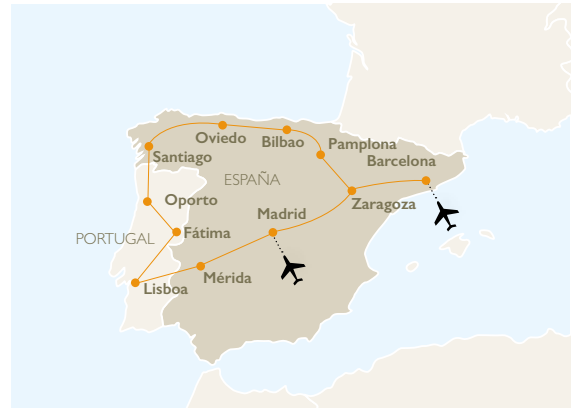 Oviedo
Bilbao
Pamplona
Santiago
Barcelona
ESPAÑA
Oporto
Zaragoza
Madrid
PORTUGAL
Fátima
Mérida
Lisboa